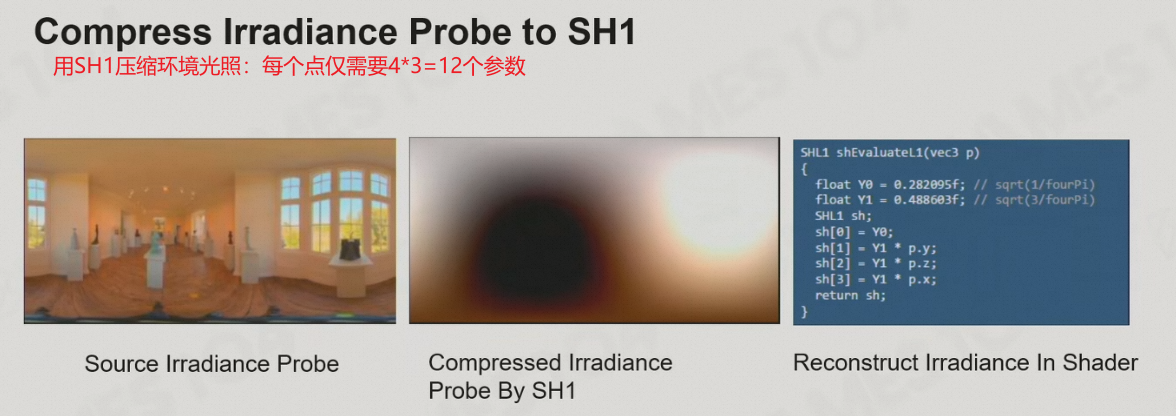 Compress Irradiance Probe to SH1
用SH1压缩环境光照：每个点仅需要4*3=12个参数
SHL1 shEvaluateL1(vec3 p)
{
float Y0 = 0.282095f; // sqrt(1/fourPi)
float Y1 = 0.488603f; // sqrt(3/fourPi)
SHL1 sh;
sh[0] = Y0;
sh[1] = Y1 * p.y;
sh[2] = Y1 * p.z;
sh[3] = Y1 * p.x;
return sh;
}
Source Irradiance Probe
Compressed Irradiance
Probe By SH1
Reconstruct Irradiance In Shader